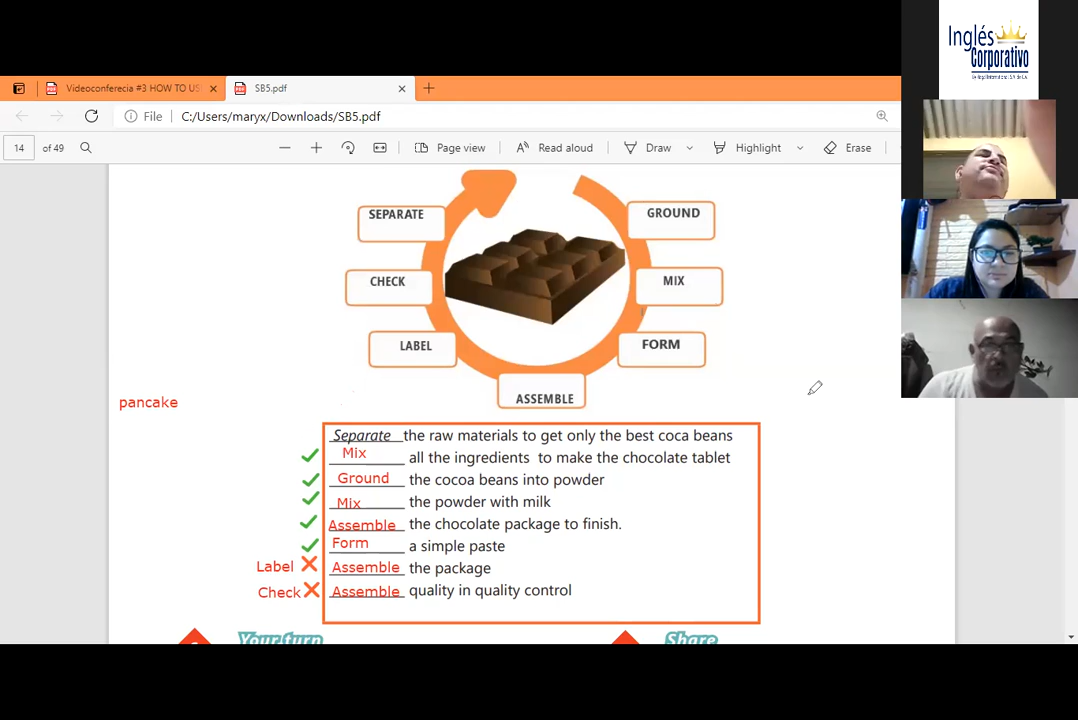 Inglés
Corporativo
Videoconferecia #3 HOW TO US
SB5.pdf
File C:/Users/maryx/Downloads/SB5.pdf
14 of 49 Page view Read aloud Draw Highlight Erase
SEPARATE
GROUND
CHECK
MIX
LABEL
FORM
ASSEMBLE
pancake
Separate the raw materials to get only the best coca beans
Mix all the ingredients to make the chocolate tablet
Ground the cocoa beans into powder
Mix the powder with milk
Assemble the chocolate package to finish.
Form a simple paste
Label Assemble the package
Check Assemble quality in quality control
Your turn
Share